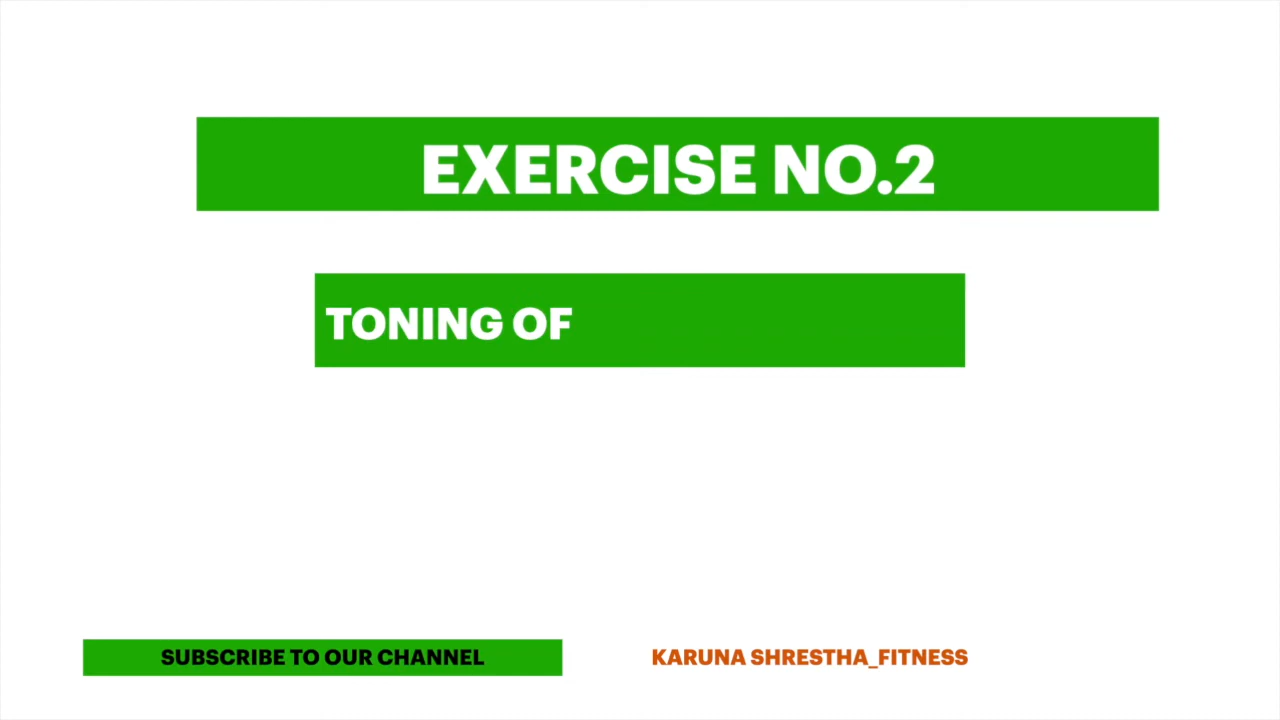 EXERCISE NO.2
TONING OF
SUBSCRIBE TO OUR CHANNEL
KARUNA SHRESTHA_FITNESS